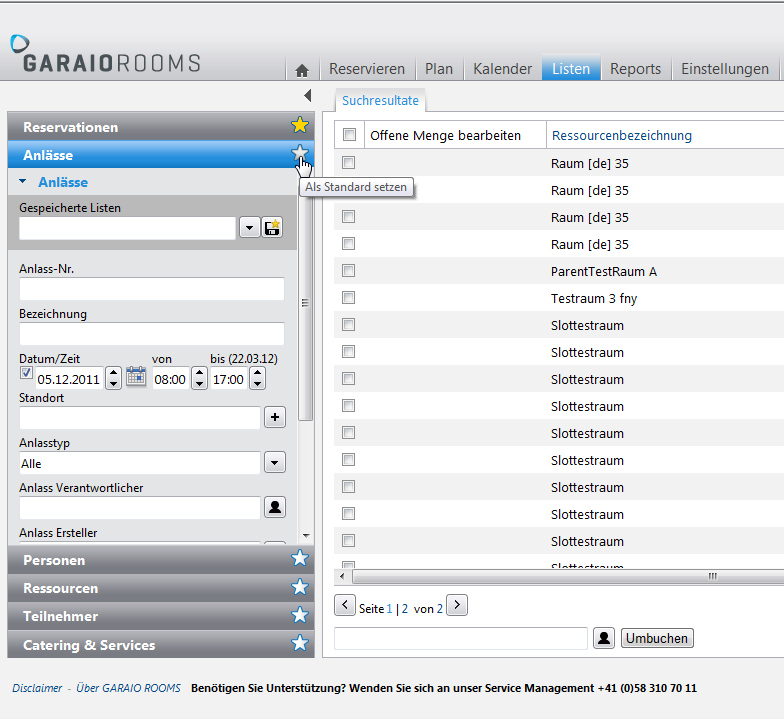 GARAIO ROOMS
Reservieren Plan Kalender Listen Reports Einstellungen
Reservationen
Anlässe
Als Standard setzen
Anlässe
Gespeicherte Listen
Anlass-Nr.
Bezeichnung
Datum/Zeit von bis (22.03.12)
05.12.2011 08:00 17:00
Standort
Anlasstyp
Alle
Anlass Verantwortlicher
Anlass Ersteller
Personen
Ressourcen
Teilnehmer
Catering & Services
Suchresultate
Offene Menge bearbeiten Ressourcenbezeichnung
Raum [de] 35
Raum [de] 35
Raum [de] 35
Raum [de] 35
ParentTestRaum A
Testraum 3 fny
Slottestraum
Slottestraum
Slottestraum
Slottestraum
Slottestraum
Slottestraum
Slottestraum
Slottestraum
Slottestraum
Slottestraum
< Seite 1 | 2 von 2 >
Umbuchen
Disclaimer - Über GARAIO ROOMS Benötigen Sie Unterstützung? Wenden Sie sich an unser Service Management +41 (0)58 310 70 11